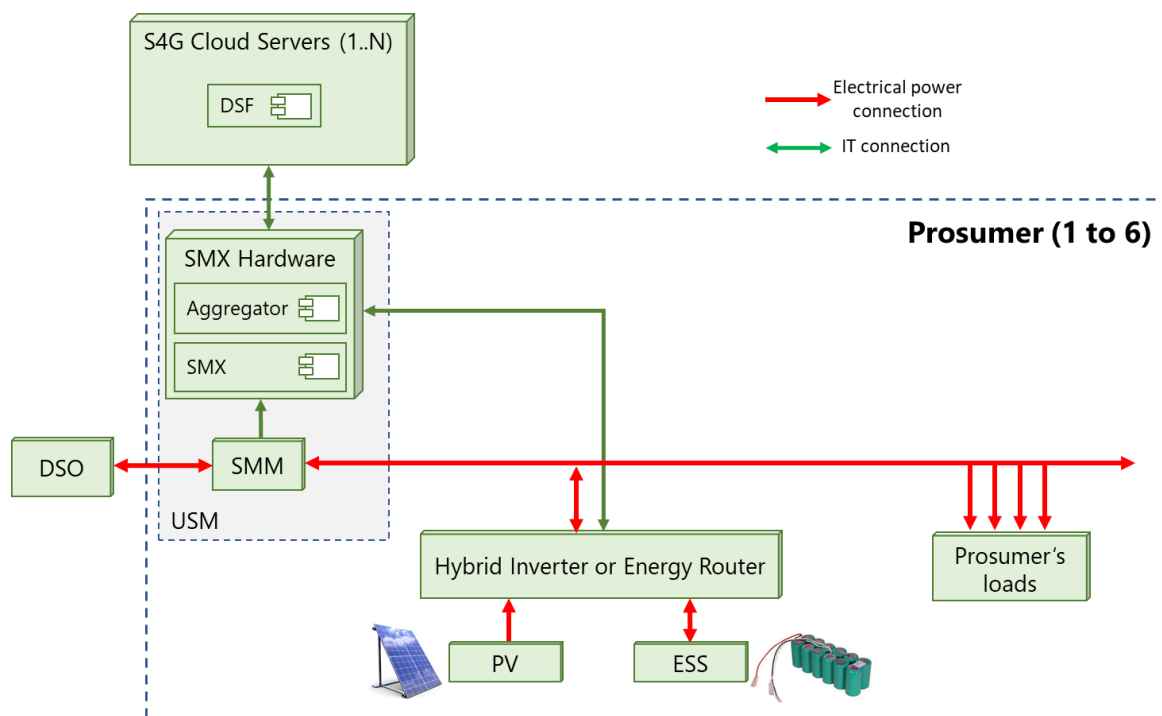 S4G Cloud Servers (1..N)
DSF
Electrical power
connection
IT connection
Prosumer (1 to 6)
SMX Hardware
Aggregator
SMX
DSO
SMM
USM
Hybrid Inverter or Energy Router
Prosumer‘s
loads
PV
ESS